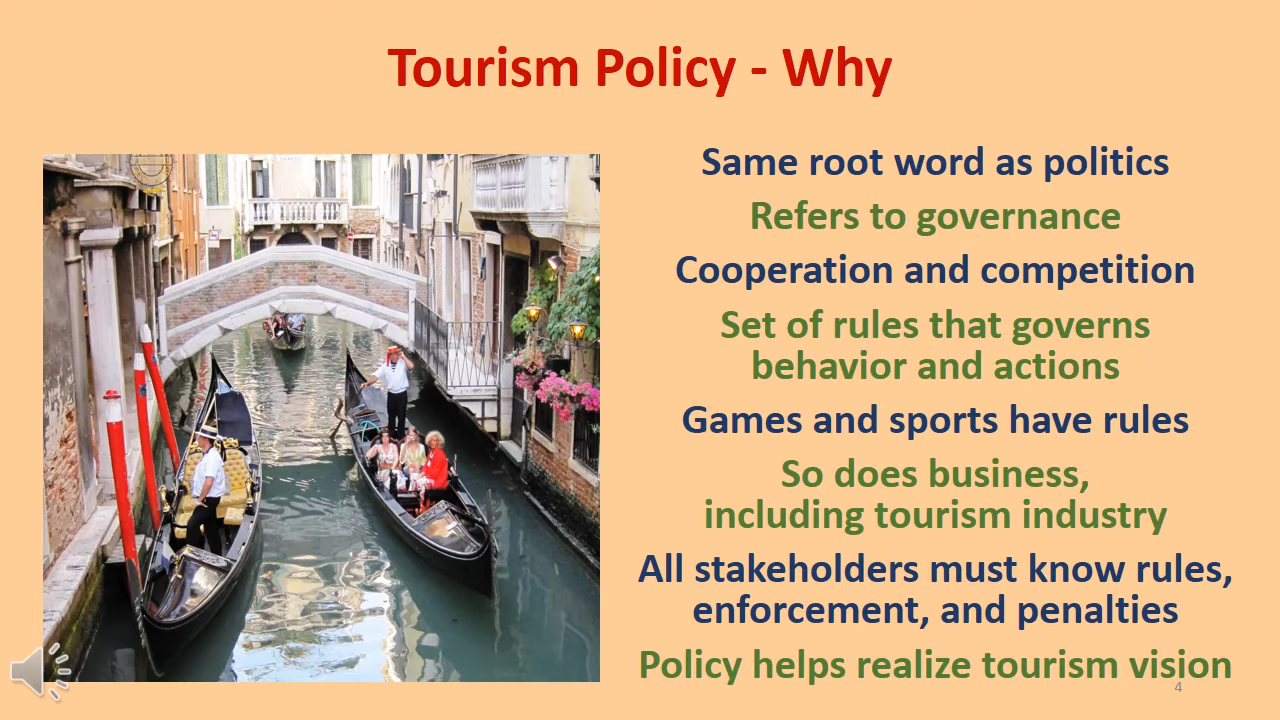 Tourism Policy - Why
Same root word as politics
Refers to governance
Cooperation and competition
Set of rules that governs
behavior and actions
Games and sports have rules
So does business,
including tourism industry
All stakeholders must know rules,
enforcement, and penalties
Policy helps realize tourism vision
4